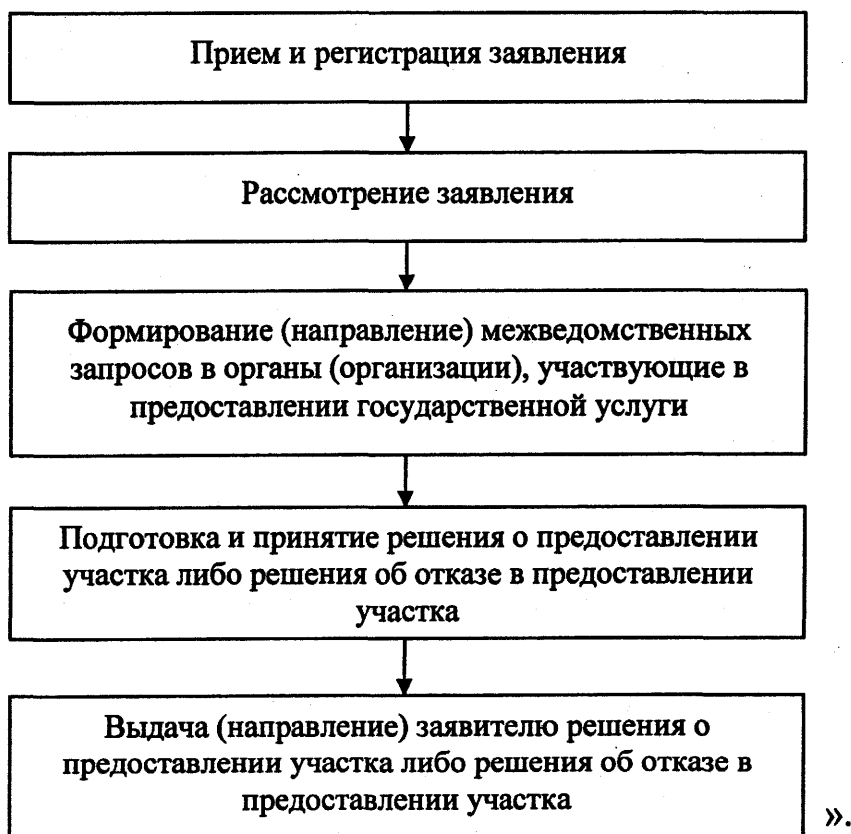 Прием и регистрация заявления
Рассмотрение заявления
Формирование (направление) межведомственных
запросов в органы (организации), участвующие в
предоставлении государственной услуги
Подготовка и принятие решения о предоставлении
участка либо решения об отказе в предоставлении
участка
Выдача (направление) заявителю решения о
предоставлении участка либо решения об отказе в
предоставлении участка
».